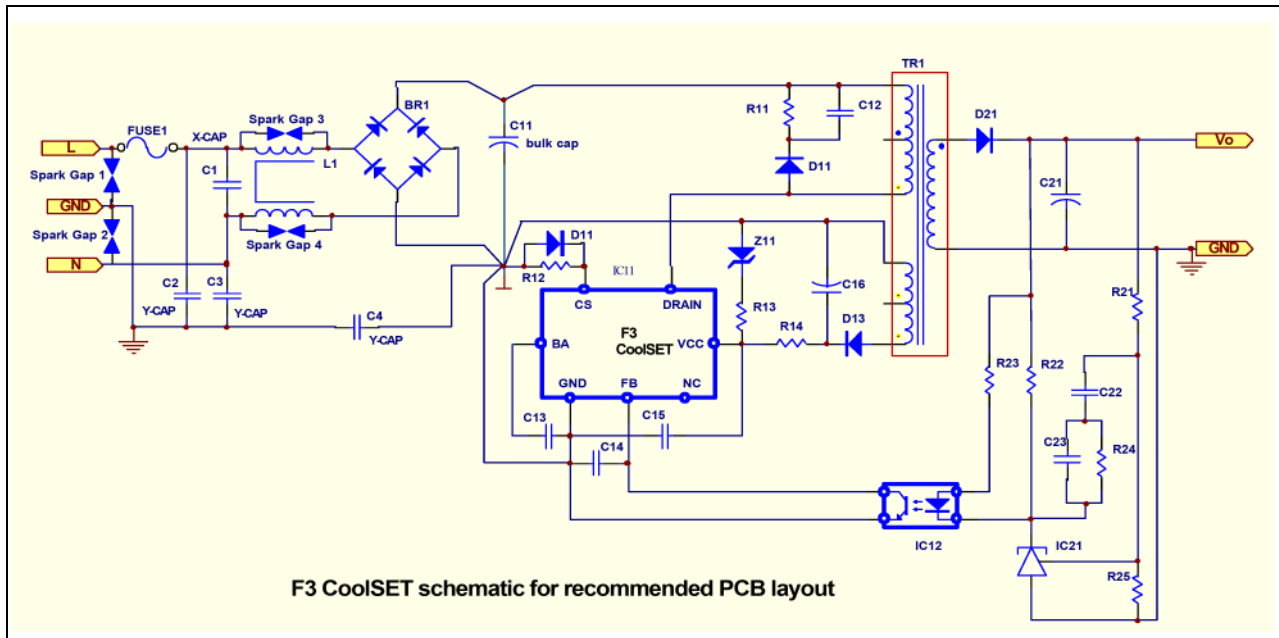 TR1
BR1
R11
C12
D21
Spark Gap 3
C11
FUSE1
X-CAP
bulk cap
L
L1
Vo
D11
Spark Gap 1
C1
C21
GND
Spark Gap 2
Spark Gap 4
D11
Z11
GND
N
R12
IC11
C16
R21
C2
C3
CS
DRAIN
R13
Y-CAP
Y-CAP
C4
F3
D13
R14
Y-CAP
BA
CoolSET
VCC
R23
R22
GND
FB
NC
C22
C13
C15
C23
R24
C14
IC12
IC21
R25
F3 CoolSET schematic for recommended PCB layout